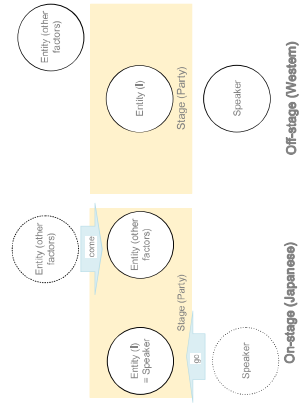 Entity (other
factors)
come
Entity (I)
= Speaker
Entity (other
factors)
Stage (Party)
go
Speaker
On-stage (Japanese)
Entity (other
factors)
Entity (I)
Stage (Party)
Speaker
Off-stage (Western)